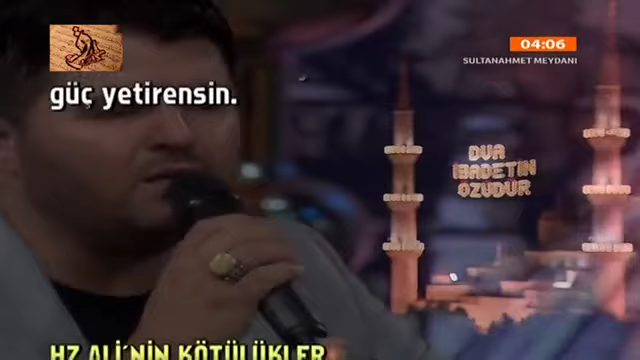 04:06
SULTANAHMET MEYDANI
güç yetirensin.
DUA
İBADETİN
ÖZÜDÜR
HZ ALİ'NİN KÖTÜLÜKLER